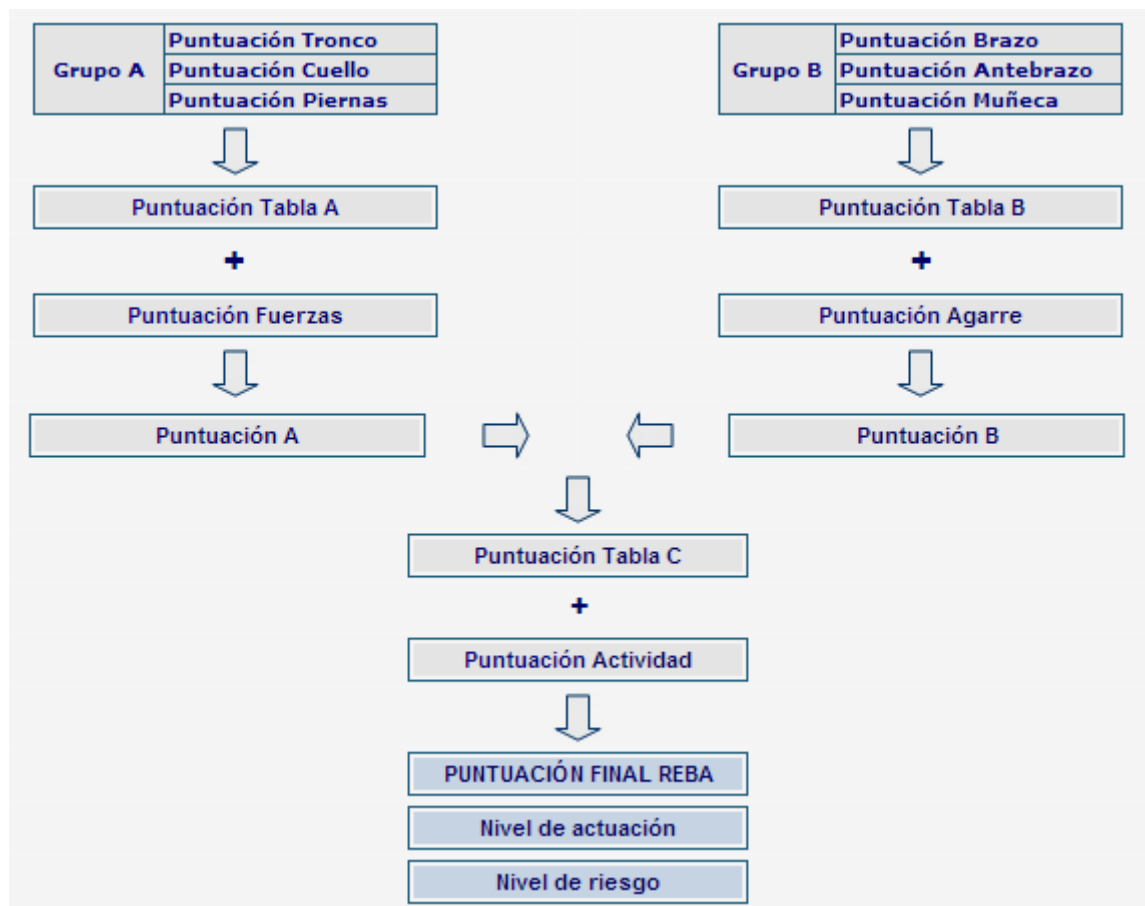 Grupo A
Puntuación Tronco
Puntuación Cuello
Puntuación Piernas
Grupo B
Puntuación Brazo
Puntuación Antebrazo
Puntuación Muñeca
Puntuación Tabla A
Puntuación Tabla B
+
+
Puntuación Fuerzas
Puntuación Agarre
Puntuación A
Puntuación B
Puntuación Tabla C
+
Puntuación Actividad
PUNTUACIÓN FINAL REBA
Nivel de actuación
Nivel de riesgo